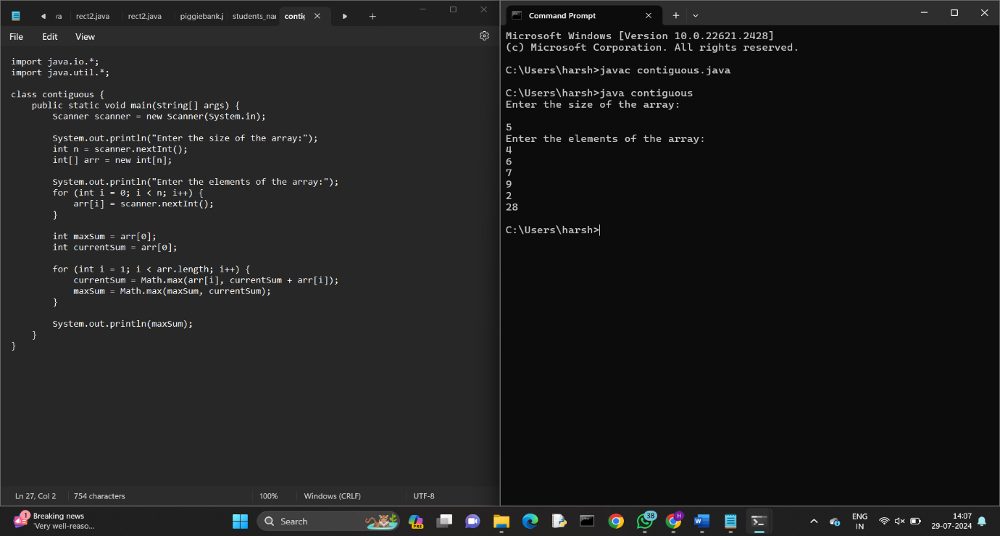 va rect2.java rect2.java piggiebank.j students_nar contig
File Edit View
import java.io.*;
import java.util.*;
class contiguous {
public static void main(String[] args) {
Scanner scanner = new Scanner(System.in);
System.out.println("Enter the size of the array:");
int n = scanner.nextInt();
int[] arr = new int[n];
System.out.println("Enter the elements of the array:");
for (int i = 0; i < n; i++) {
arr[i] = scanner.nextInt();
}
int maxSum = arr[0];
int currentSum = arr[0];
for (int i = 1; i < arr.length; i++) {
currentSum = Math.max(arr[i], currentSum + arr[i]);
maxSum = Math.max(maxSum, currentSum);
}
System.out.println(maxSum);
}
}
Ln 27, Col 2 754 characters 100% Windows (CRLF) UTF-8
Command Prompt
Microsoft Windows [Version 10.0.22621.2428]
(c) Microsoft Corporation. All rights reserved.
C:\Users\harsh>javac contiguous.java
C:\Users\harsh>java contiguous
Enter the size of the array:
5
Enter the elements of the array:
4
6
7
9
2
28
C:\Users\harsh>
1 Breaking news
'Very well-reaso...
Search
PRE
38
H
W
ENG
IN
14:07
29-07-2024